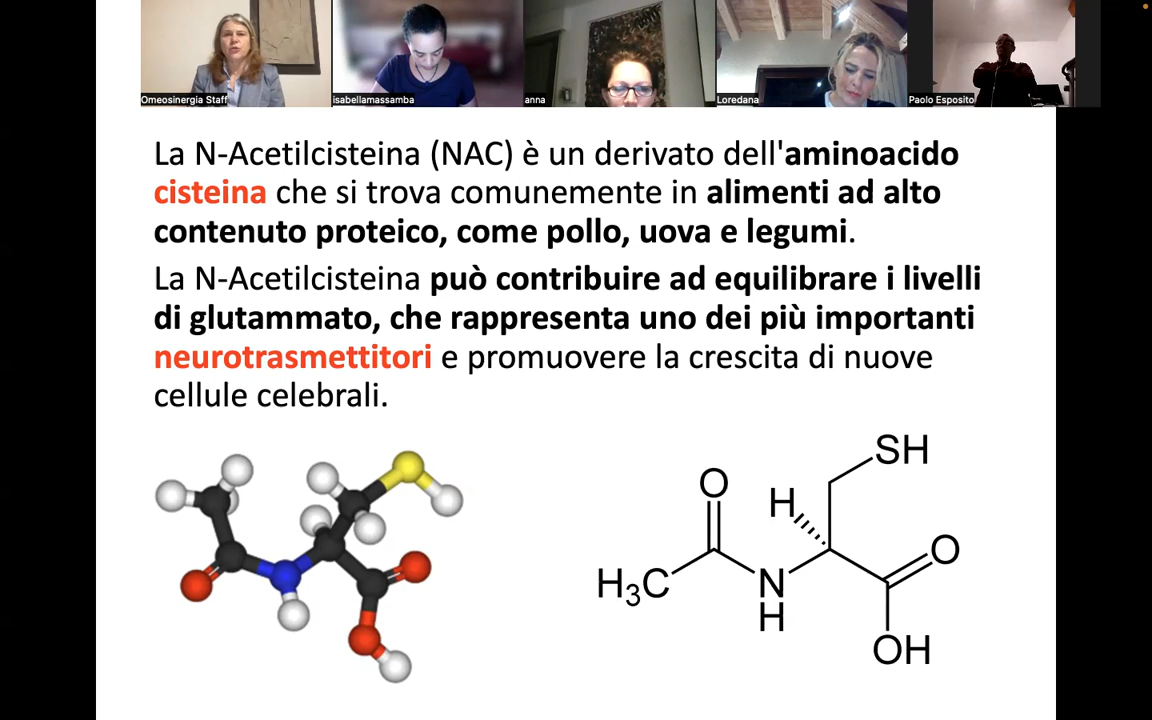 Omeosinergia Staff
isabellamassamba
anna
Loredana
Paolo Esposito
La N-Acetilcisteina (NAC) è un derivato dell'aminoacido
cisteina che si trova comunemente in alimenti ad alto
contenuto proteico, come pollo, uova e legumi.
La N-Acetilcisteina può contribuire ad equilibrare i livelli
di glutammato, che rappresenta uno dei più importanti
neurotrasmettitori e promuovere la crescita di nuove
cellule celebrali.
SH
O
H
O
H₃C
N
H
OH